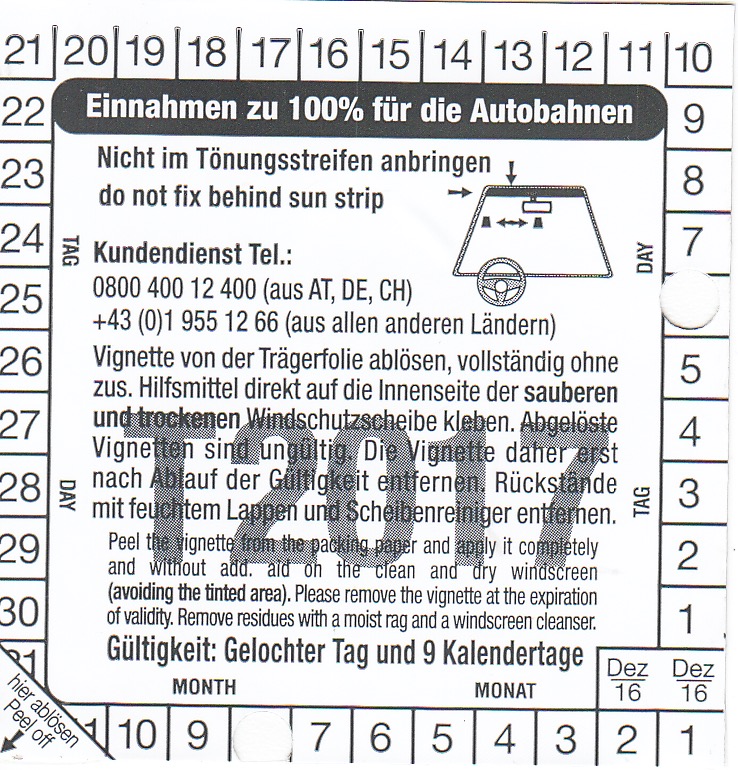 21 20 19 18 17 16 15 14 13 12 11 10
22
Einnahmen zu 100% für die Autobahnen
9
23
Nicht im Tönungsstreifen anbringen
do not fix behind sun strip
8
24
TAG
Kundendienst Tel.:
DAY
7
25
0800 400 12 400 (aus AT, DE, CH)
+43 (0)1 955 12 66 (aus allen anderen Ländern)
26
Vignette von der Trägerfolie ablösen, vollständig ohne
5
zus. Hilfsmittel direkt auf die Innenseite der sauberen
27
und trockenen Windschutzscheibe kleben. Abgelöste
4
Vignetten sind ungültig. Die Vignette daher erst
T2017
28
DAY
nach Ablauf der Gültigkeit entfernen. Rückstände
TAG
3
mit feuchtem Lappen und Scheibenreiniger entfernen.
29
Peel the vignette from the packing paper and apply it completely
2
and without add. aid on the clean and dry windscreen
30
(avoiding the tinted area). Please remove the vignette at the expiration
1
of validity. Remove residues with a moist rag and a windscreen cleanser.
31
Gültigkeit: Gelochter Tag und 9 Kalendertage
Dez
16
Dez
16
MONTH
MONAT
hier ablösen
Peel off
10 9 7 6 5 4 3 2 1